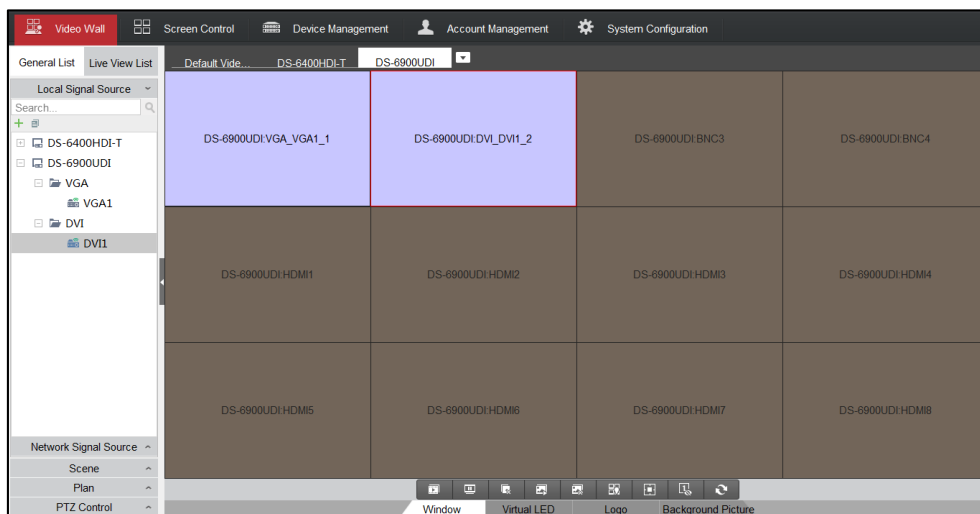 Video Wall Screen Control Device Management Account Management System Configuration
General List Live View List Default Vide... DS-6400HDI-T DS-6900UDI
Local Signal Source
Search...
DS-6400HDI-T
DS-6900UDI
VGA
VGA1
DVI
DVI1
DS-6900UDI:VGA_VGA1_1 DS-6900UDI:DVI_DVI1_2 DS-6900UDI:BNC3 DS-6900UDI:BNC4
DS-6900UDI:HDMI1 DS-6900UDI:HDMI2 DS-6900UDI:HDMI3 DS-6900UDI:HDMI4
DS-6900UDI:HDMI5 DS-6900UDI:HDMI6 DS-6900UDI:HDMI7 DS-6900UDI:HDMI8
Network Signal Source
Scene
Plan
PTZ Control
Window Virtual LED Logo Background Picture